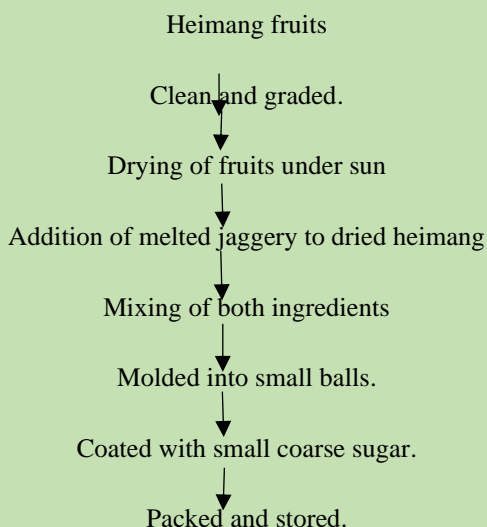 Heimang fruits
Clean and graded.
Drying of fruits under sun
Addition of melted jaggery to dried heimang
Mixing of both ingredients
Molded into small balls.
Coated with small coarse sugar.
Packed and stored.